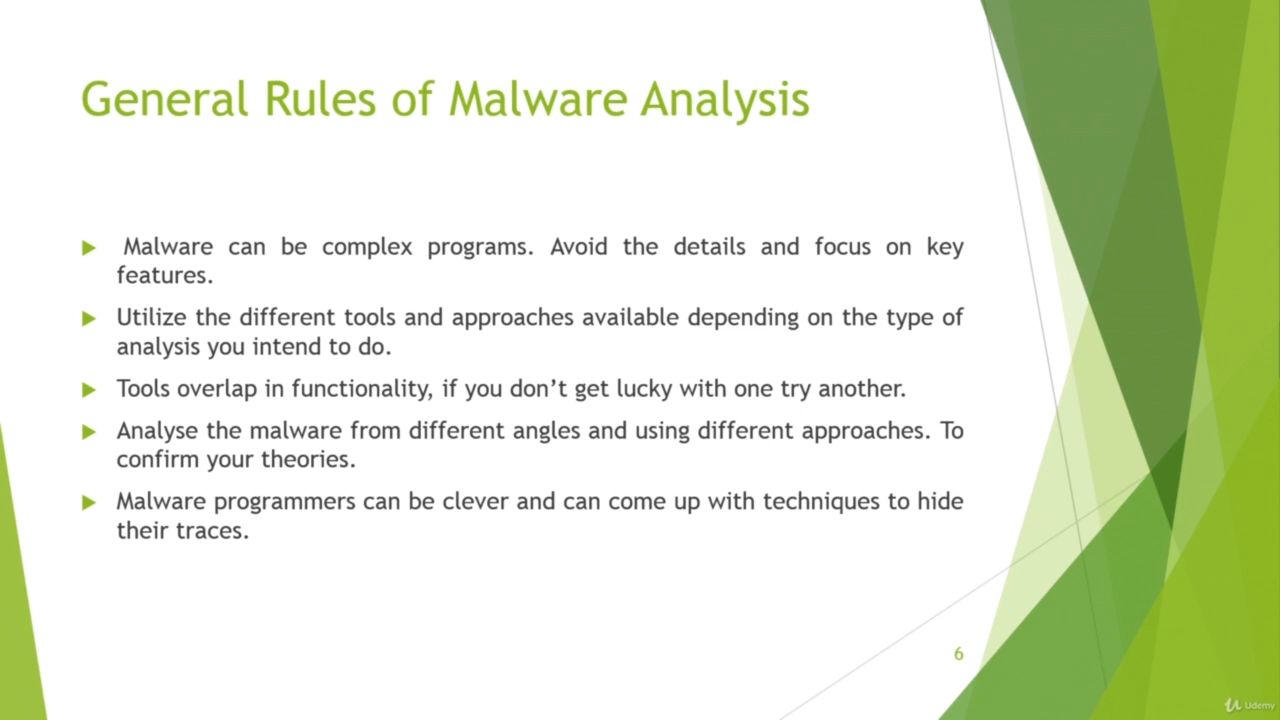 General Rules of Malware Analysis
Malware can be complex programs. Avoid the details and focus on key
features.
Utilize the different tools and approaches available depending on the type of
analysis you intend to do.
Tools overlap in functionality, if you don’t get lucky with one try another.
Analyse the malware from different angles and using different approaches. To
confirm your theories.
Malware programmers can be clever and can come up with techniques to hide
their traces.
6
Udemy